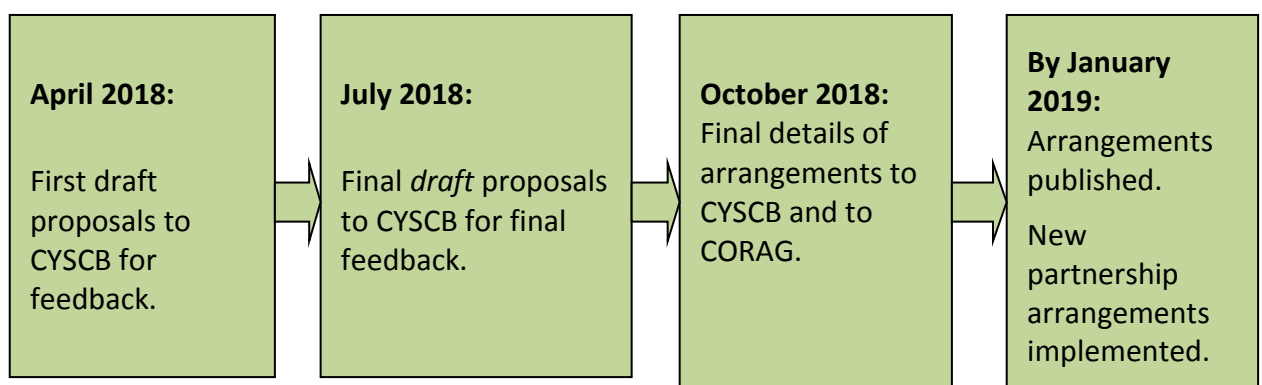 April 2018:
First draft
proposals to
CYSCB for
feedback.
July 2018:
Final draft proposals
to CYSCB for final
feedback.
October 2018:
Final details of
arrangements to
CYSCB and to
CORAG.
By January
2019:
Arrangements
published.
New
partnership
arrangements
implemented.